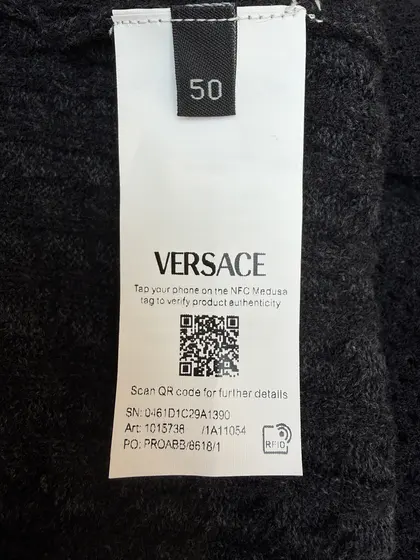 50
VERSACE
Tap your phone on the NFC Medusa
tag to verify product authenticity
Scan QR code for further details
SN: 0461D1C29A1390
Art: 1015738 /1A11054
PO: PROABB/8618/1
RFID